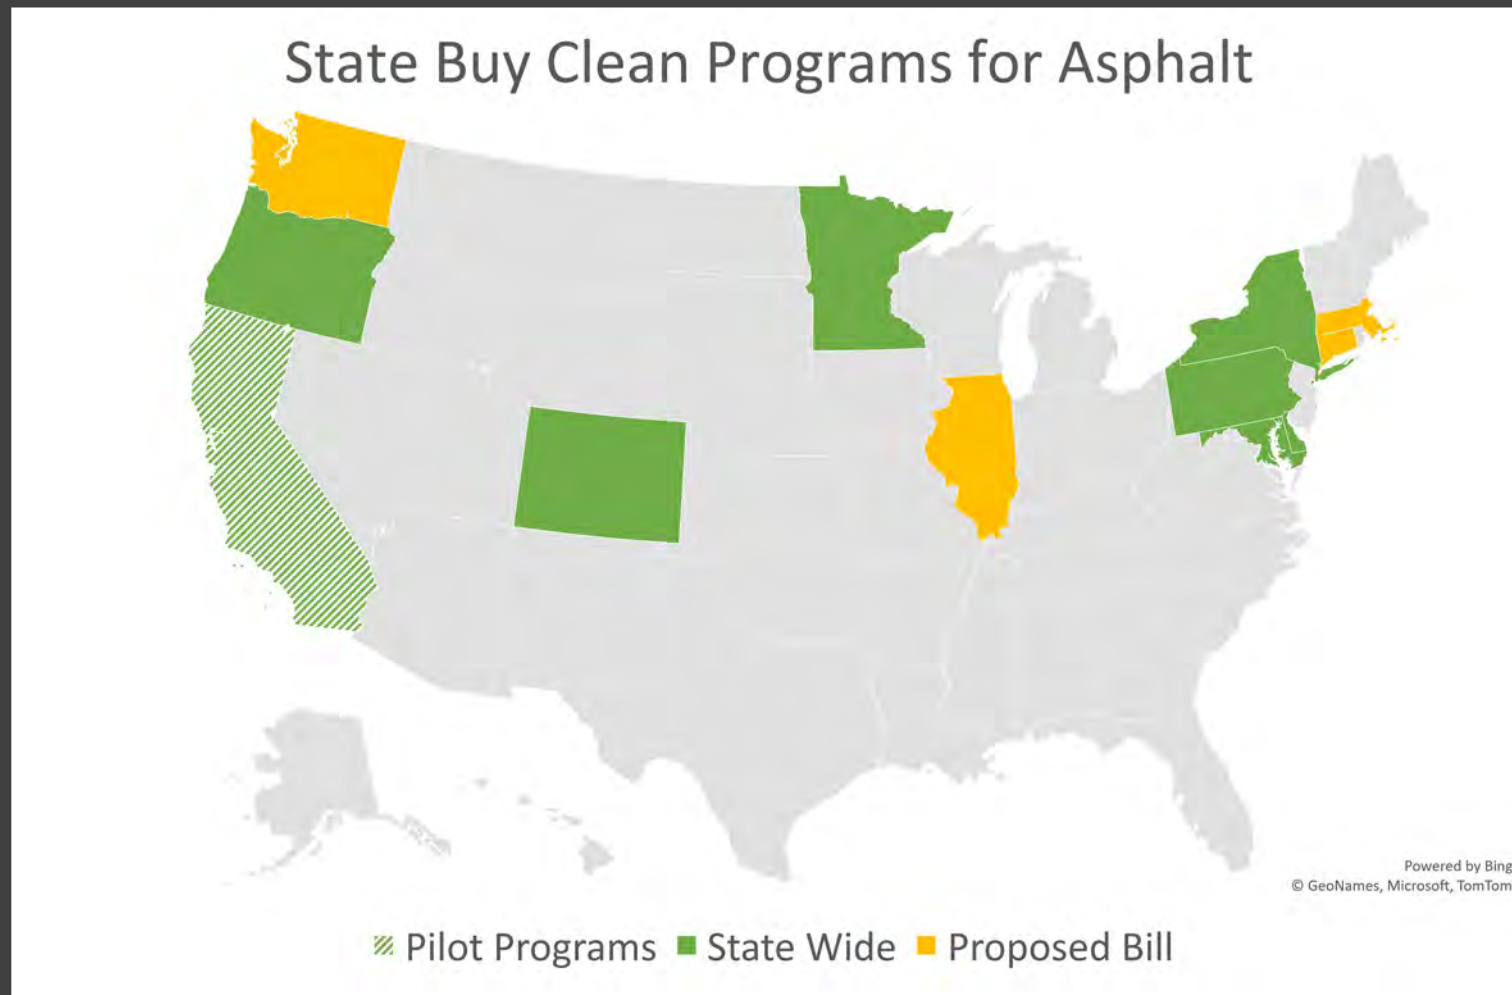 State Buy Clean Programs for Asphalt
Powered by Bing
© GeoNames, Microsoft, TomTom
Pilot Programs State Wide Proposed Bill